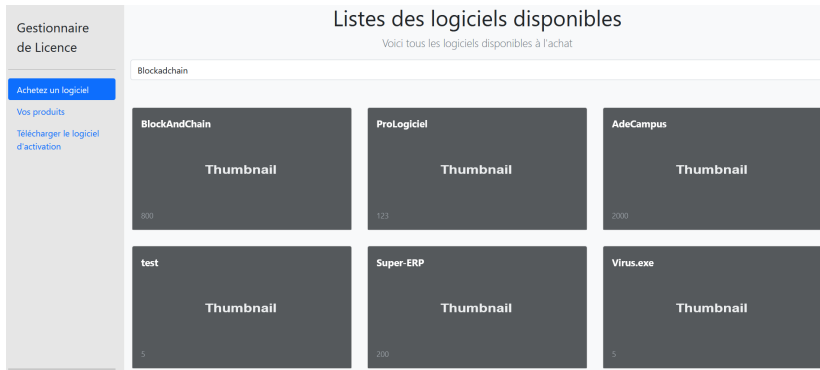 Gestionnaire
de Licence
Achetez un logiciel
Vos produits
Télécharger le logiciel
d'activation
Listes des logiciels disponibles
Voici tous les logiciels disponibles à l'achat
Blockadchain
BlockAndChain
Thumbnail
800
ProLogiciel
Thumbnail
123
AdeCampus
Thumbnail
2000
test
Thumbnail
5
Super-ERP
Thumbnail
200
Virus.exe
Thumbnail
5